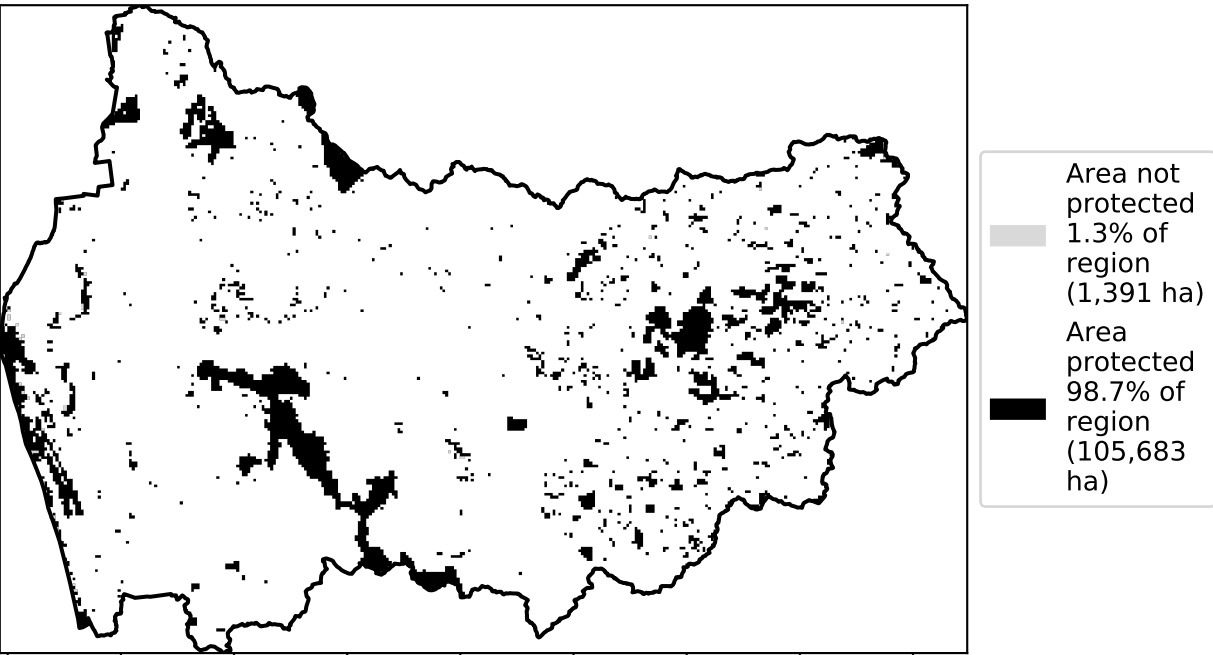 Area not
protected
1.3% of
region
(1,391 ha)
Area
protected
98.7% of
region
(105,683
ha)